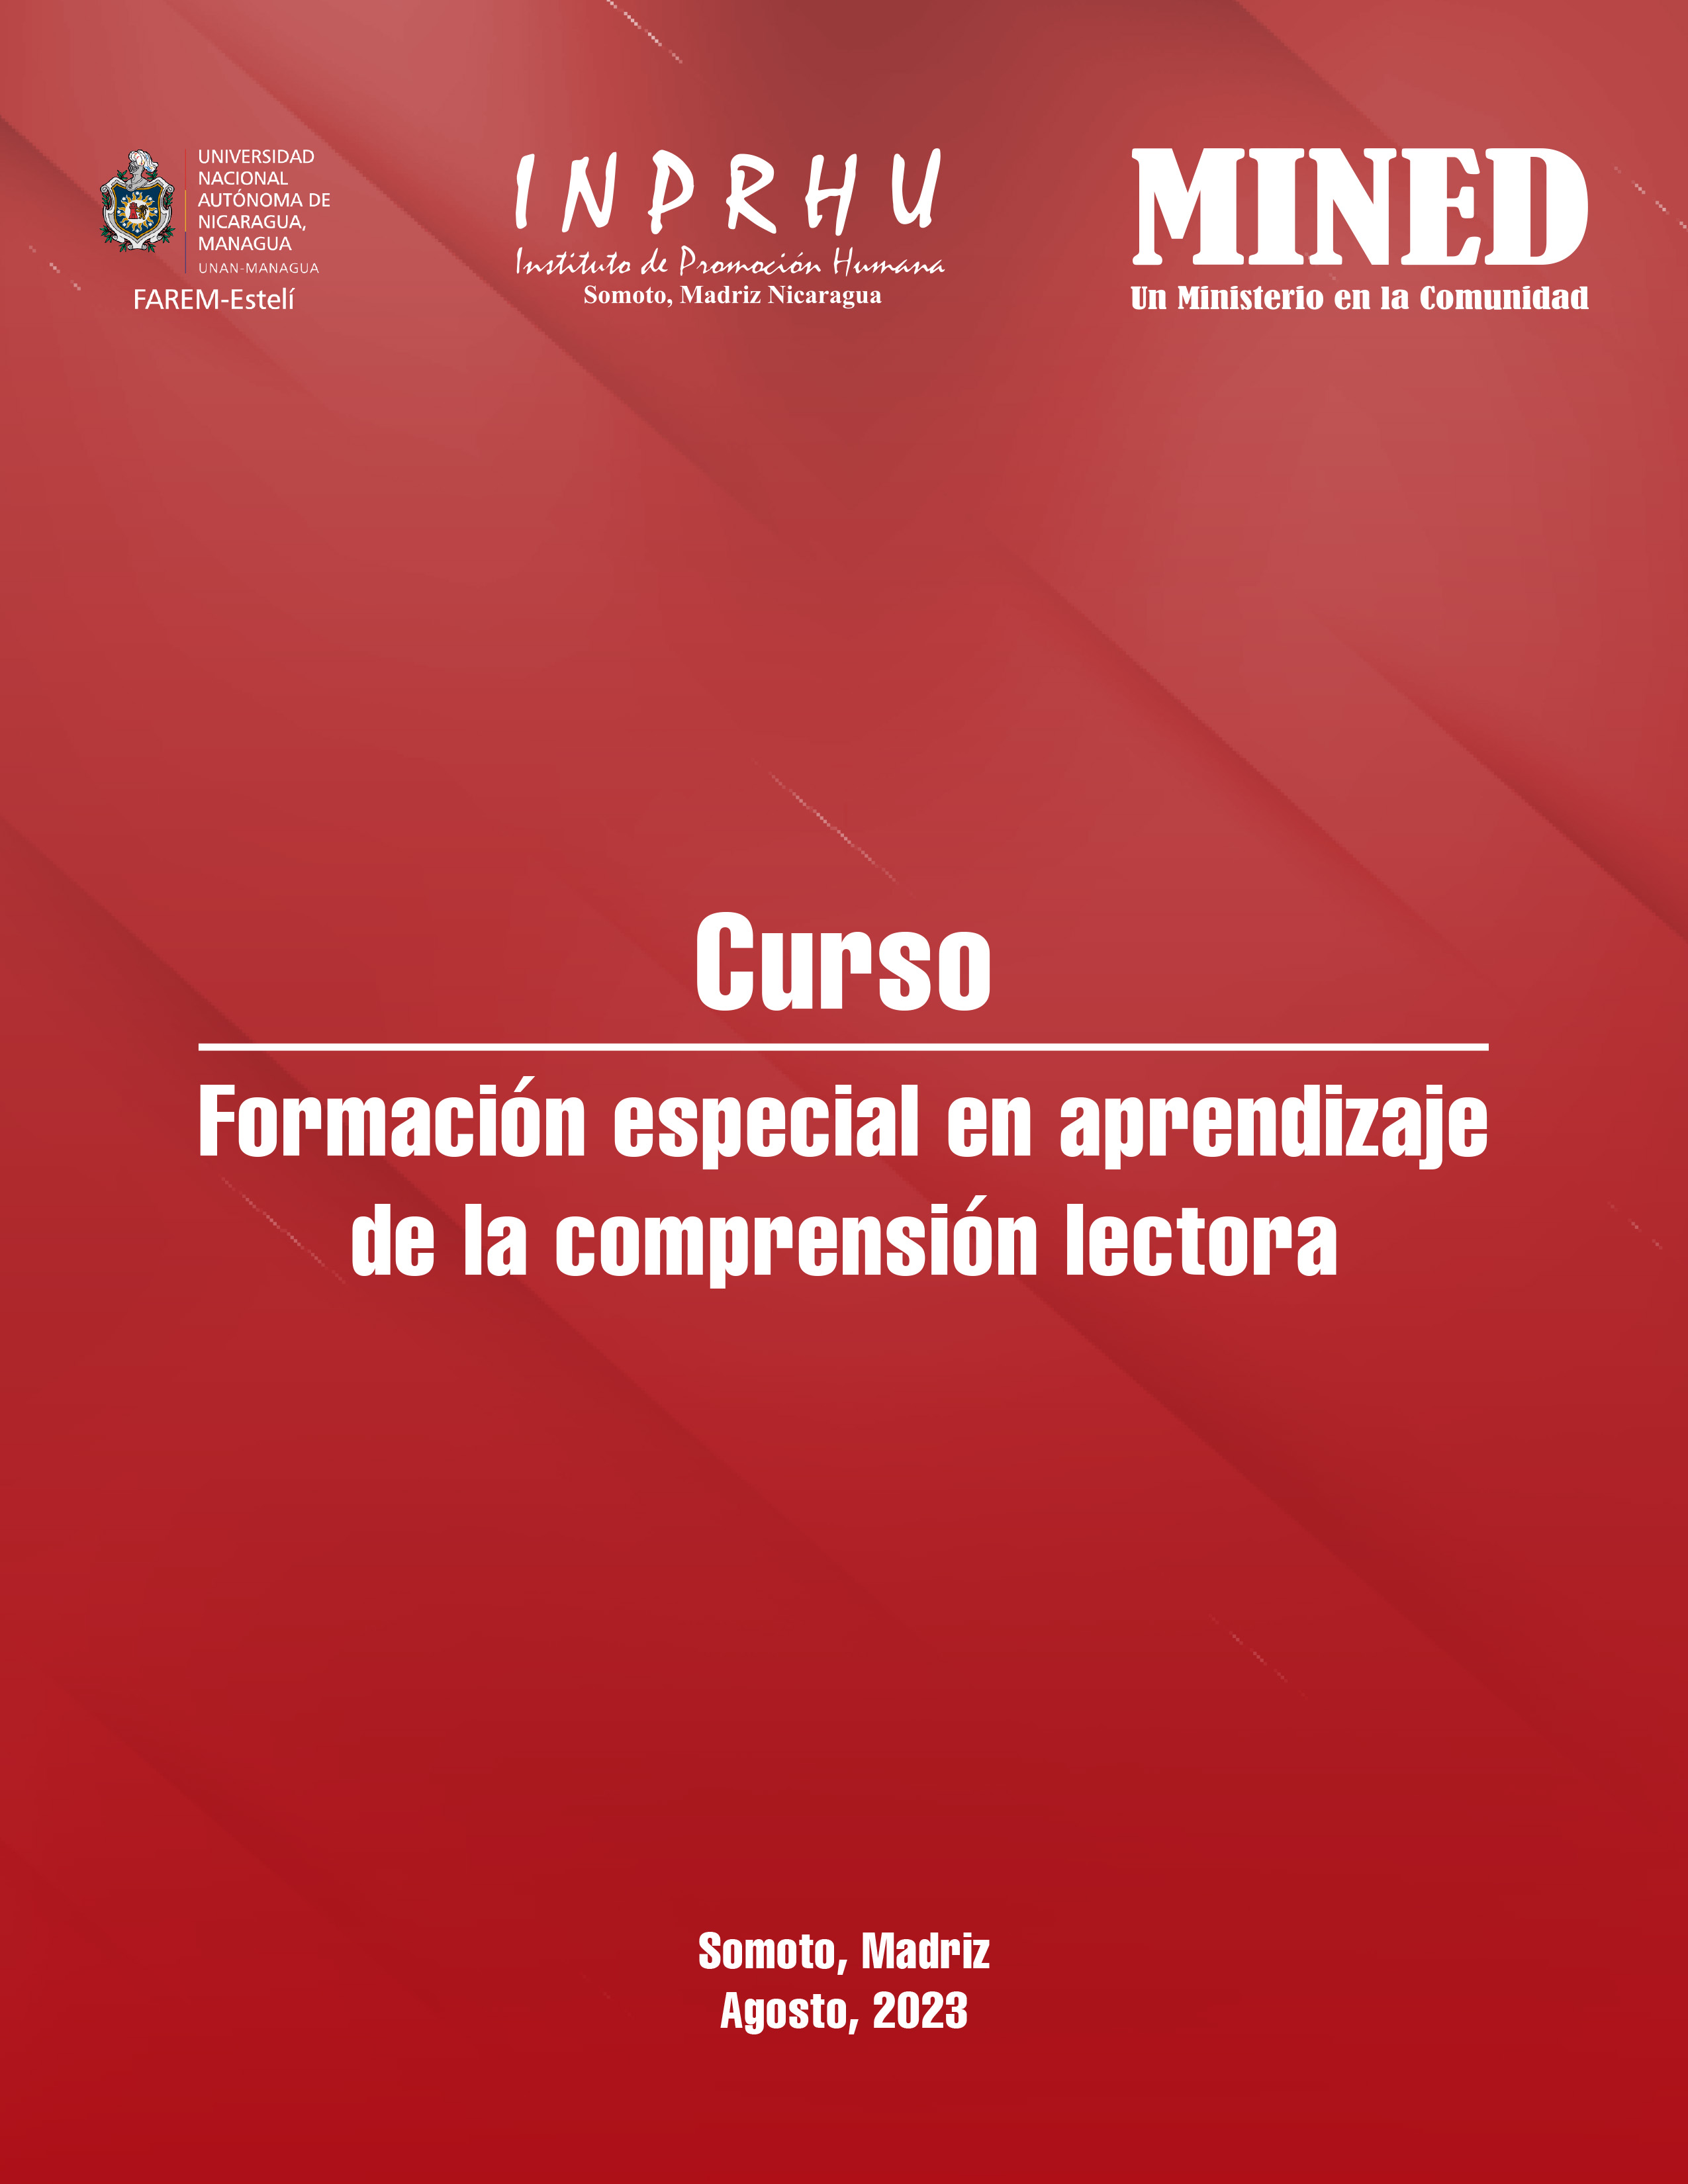 UNIVERSIDAD
NACIONAL
AUTÓNOMA DE
NICARAGUA,
MANAGUA
UNAN-MANAGUA
FAREM-Estelí
INPRHU
Instituto de Promoción Humana
Somoto, Madriz Nicaragua
MINED
Un Ministerio en la Comunidad
Curso
Formación especial en aprendizaje
de la comprensión lectora
Somoto, Madriz
Agosto, 2023